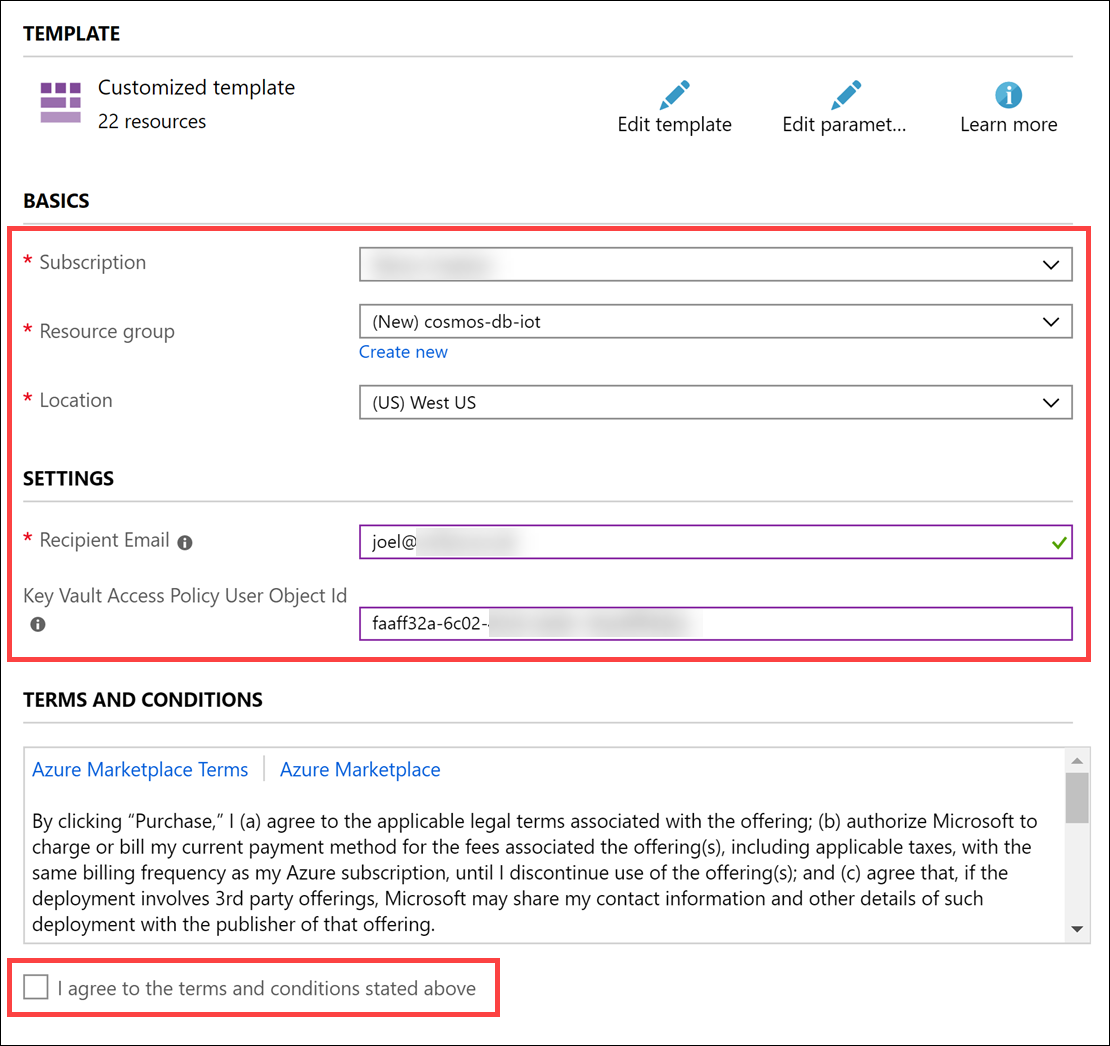 TEMPLATE
Customized template
22 resources
Edit template
Edit paramet...
Learn more
BASICS
* Subscription
* Resource group
(New) cosmos-db-iot
Create new
* Location
(US) West US
SETTINGS
* Recipient Email
joel@
Key Vault Access Policy User Object Id
faaff32a-6c02-
TERMS AND CONDITIONS
Azure Marketplace Terms
Azure Marketplace
By clicking “Purchase,” I (a) agree to the applicable legal terms associated with the offering; (b) authorize Microsoft to
charge or bill my current payment method for the fees associated the offering(s), including applicable taxes, with the
same billing frequency as my Azure subscription, until I discontinue use of the offering(s); and (c) agree that, if the
deployment involves 3rd party offerings, Microsoft may share my contact information and other details of such
deployment with the publisher of that offering.
I agree to the terms and conditions stated above